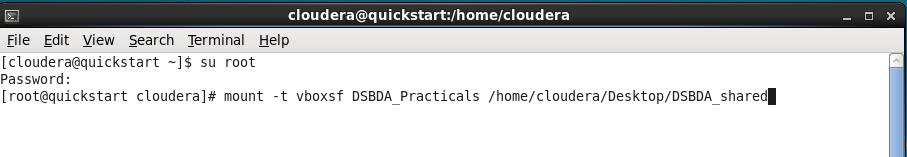 cloudera@quickstart:/home/cloudera
File Edit View Search Terminal Help
[cloudera@quickstart ~]$ su root
Password:
[root@quickstart cloudera]# mount -t vboxsf DSBDA_Practicals /home/cloudera/Desktop/DSBDA_shared